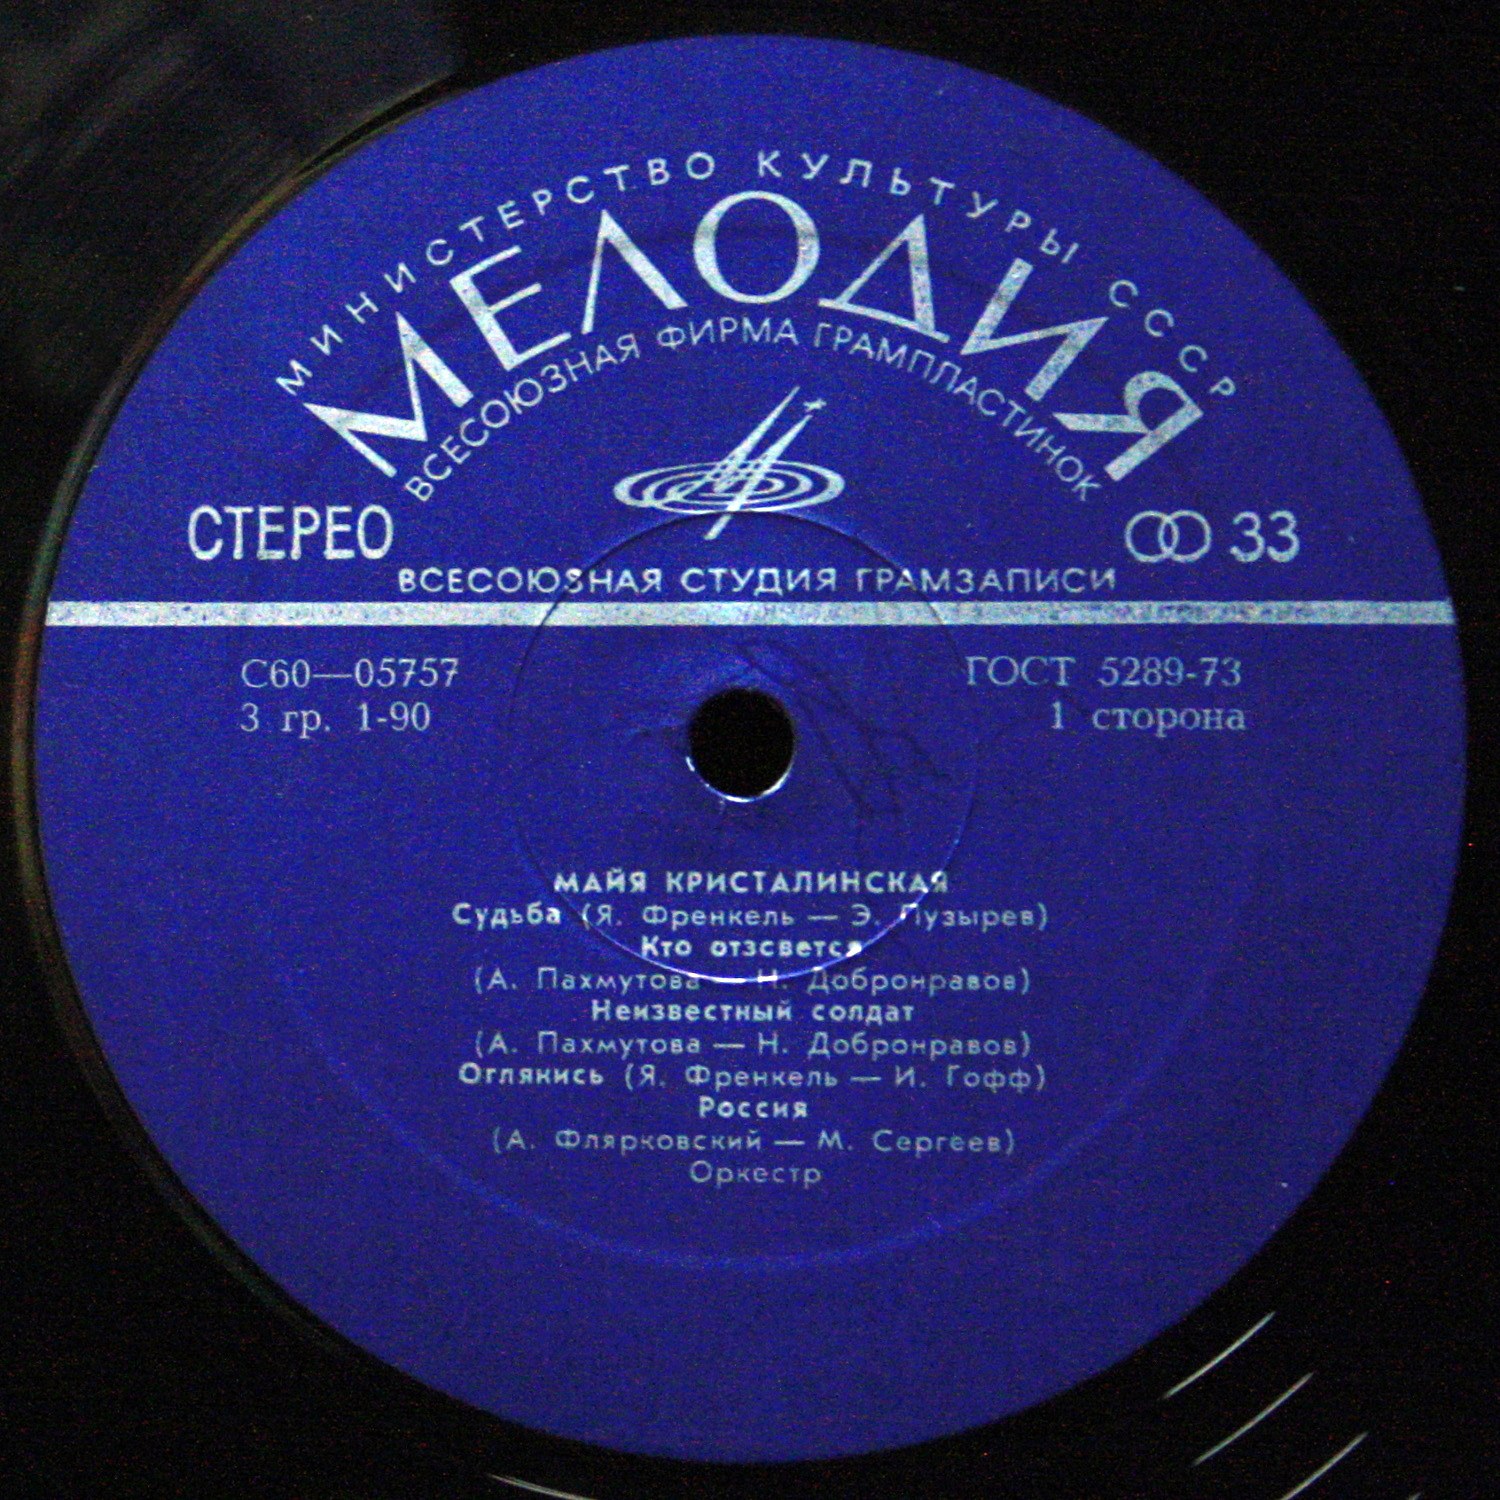 МИНИСТЕРСТВО КУЛЬТУРЫ СССР
МЕЛОДИЯ
ВСЕСОЮЗНАЯ ФИРМА ГРАМПЛАСТИНОК
СТЕРЕО
33
ВСЕСОЮЗНАЯ СТУДИЯ ГРАМЗАПИСИ
С60—05757
ГОСТ 5289-73
3 гр. 1-90
1 сторона
МАЙЯ КРИСТАЛИНСКАЯ
Судьба (Я. Френкель — Э. Пузырев)
Кто отзовется
(А. Пахмутова — Н. Добронравов)
Неизвестный солдат
(А. Пахмутова — Н. Добронравов)
Оглянись (Я. Френкель — И. Гофф)
Россия
(А. Флярковский — М. Сергеев)
Оркестр